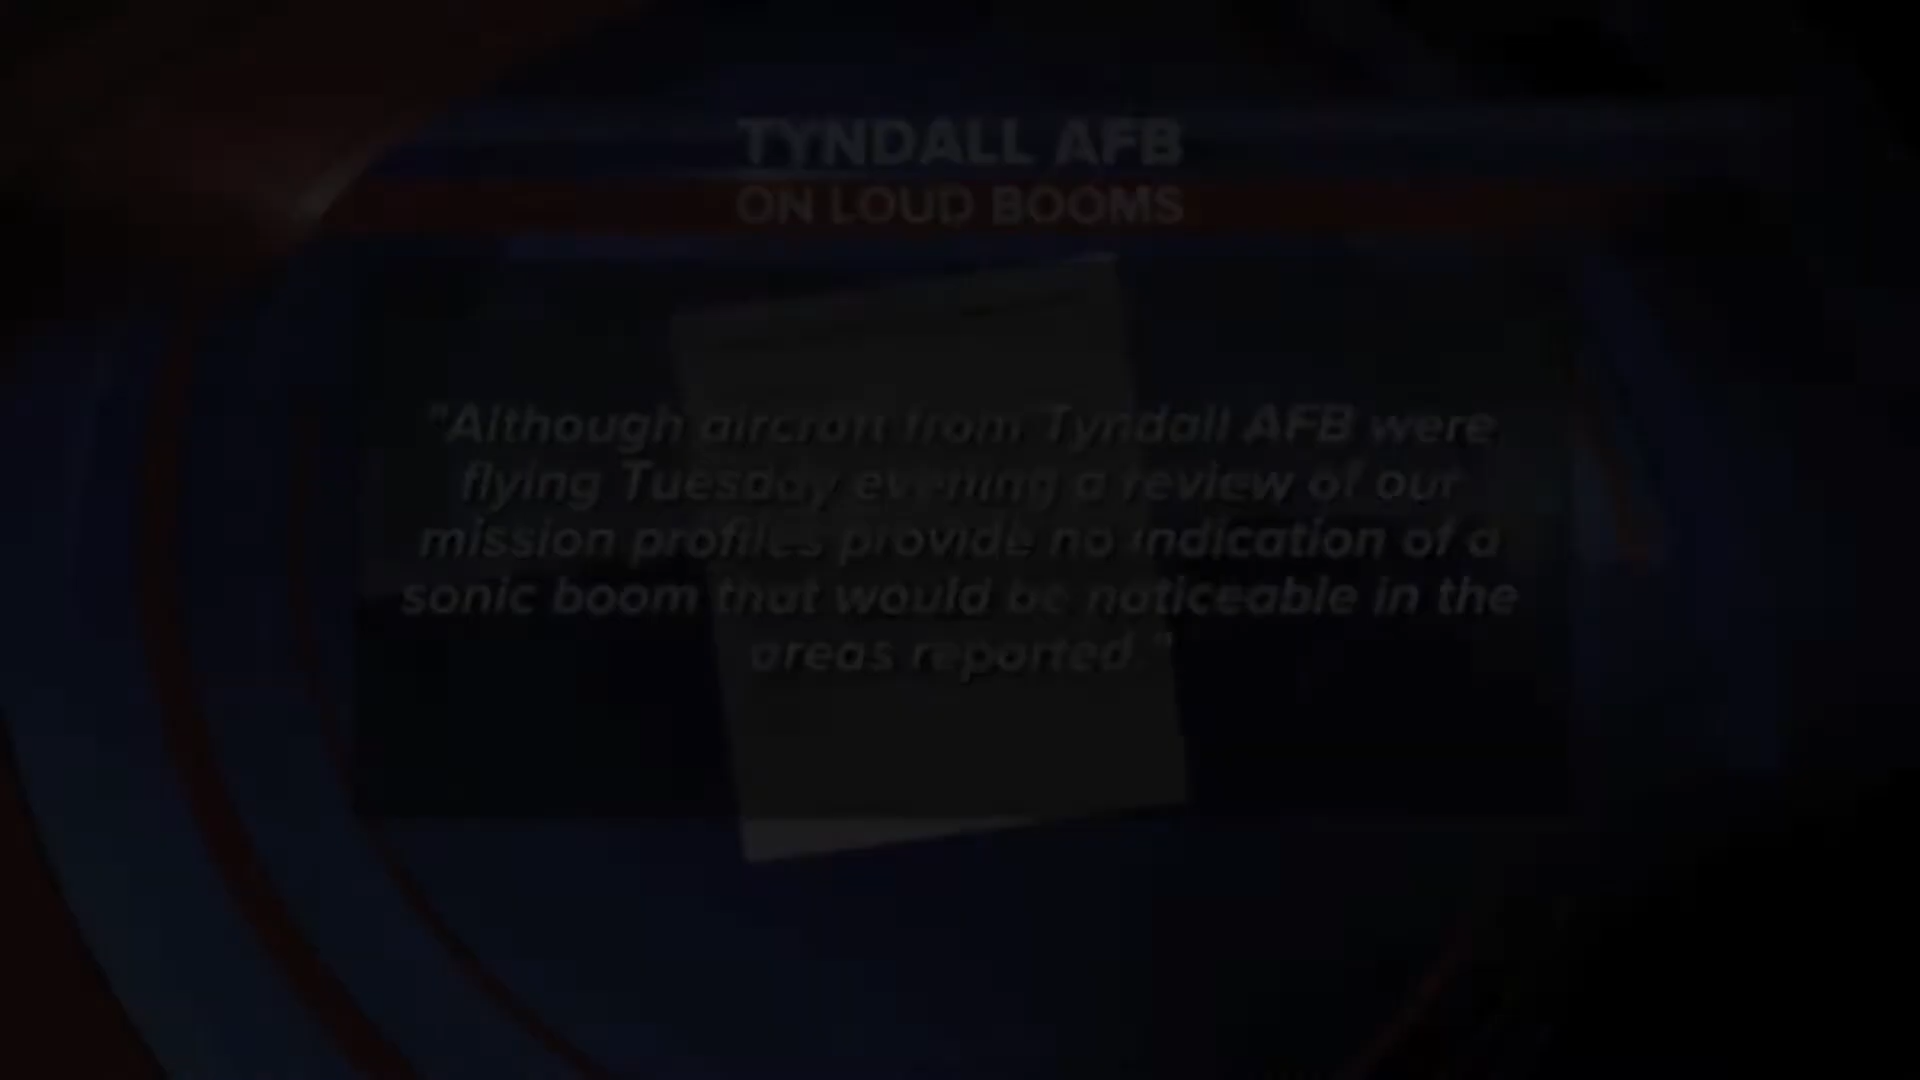 TYNDALL AFB
ON LOUD BOOMS
"Although aircraft from Tyndall AFB were
flying Tuesday evening a review of our
mission profiles provide no indication of a
sonic boom that would be noticeable in the
areas reported."